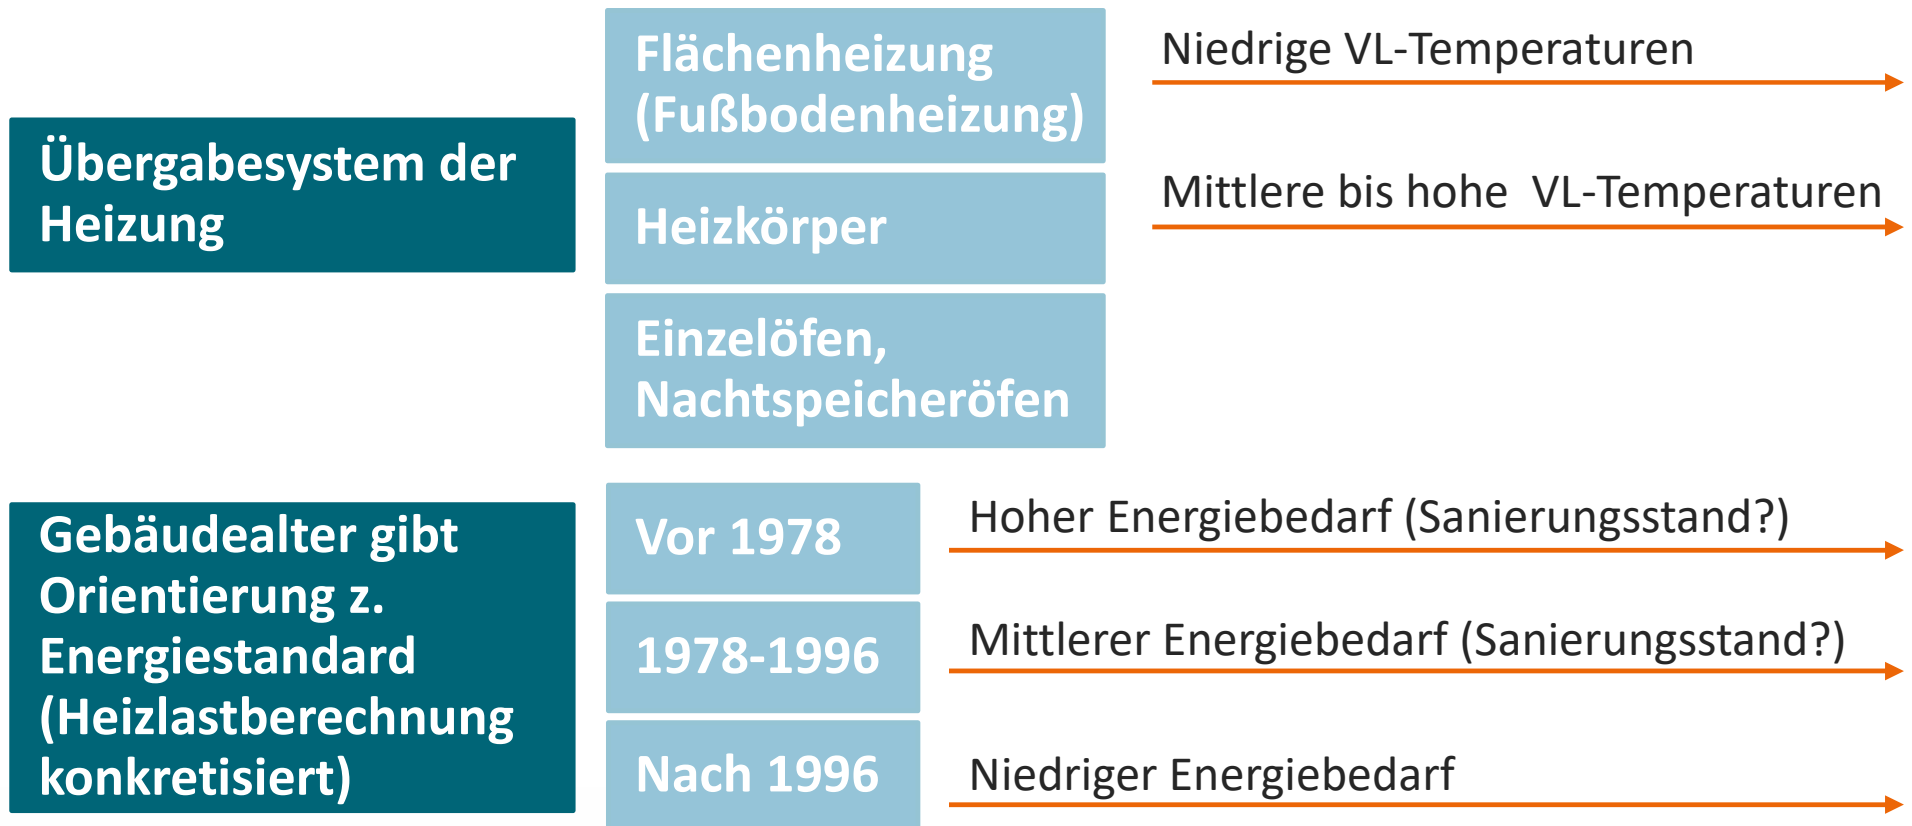 Übergabesystem der
Heizung
Flächenheizung
(Fußbodenheizung)
Niedrige VL-Temperaturen
Heizkörper
Mittlere bis hohe  VL-Temperaturen
Einzelöfen,
Nachtspeicheröfen
Gebäudealter gibt
Orientierung z.
Energiestandard
(Heizlastberechnung
konkretisiert)
Vor 1978
Hoher Energiebedarf (Sanierungsstand?)
1978-1996
Mittlerer Energiebedarf (Sanierungsstand?)
Nach 1996
Niedriger Energiebedarf